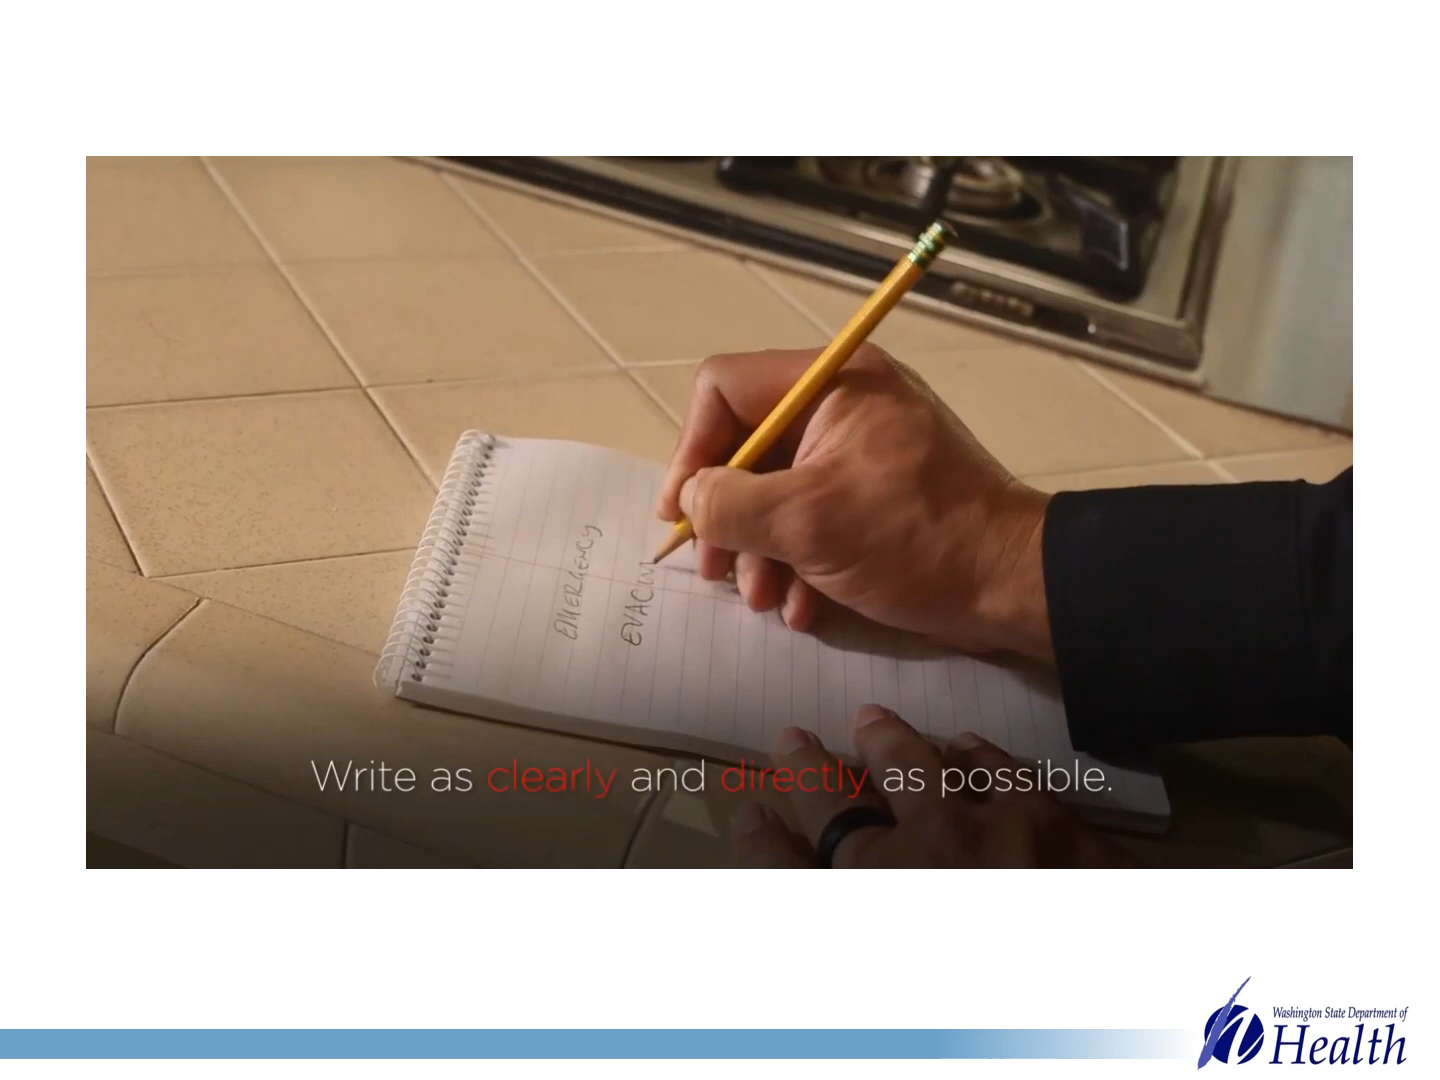 EMERGENCY
EVACU
Write as clearly and directly as possible.
Washington State Department of
Health